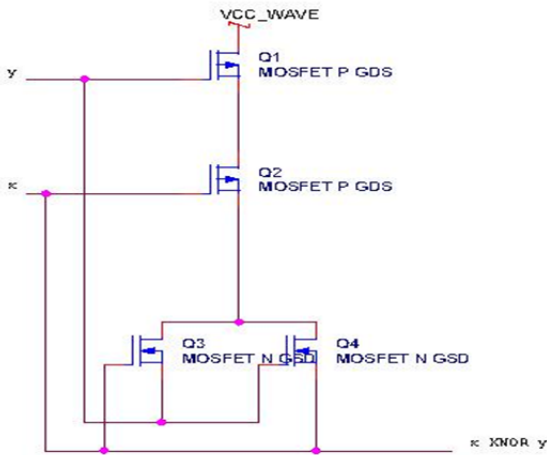 VCC_WAVE
Q1
MOSFET P GDS
y
Q2
MOSFET P GDS
x
Q3
MOSFET N GSD
Q4
MOSFET N GSD
x XNOR y